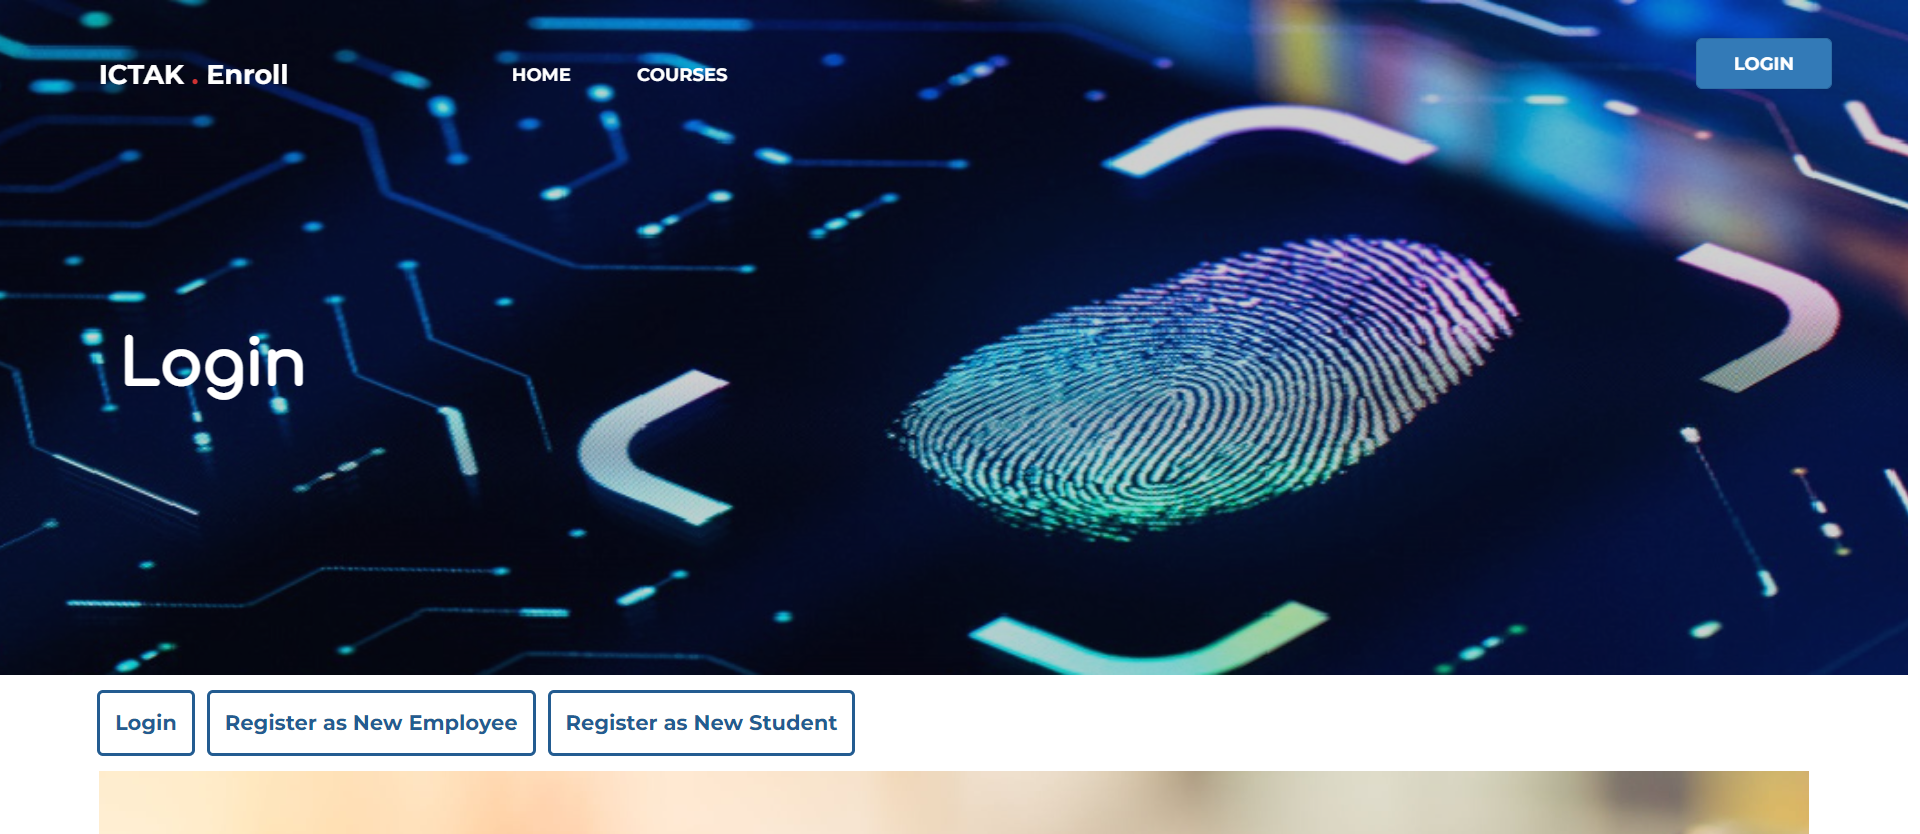 ICTAK . Enroll
HOME
COURSES
LOGIN
Login
Login
Register as New Employee
Register as New Student